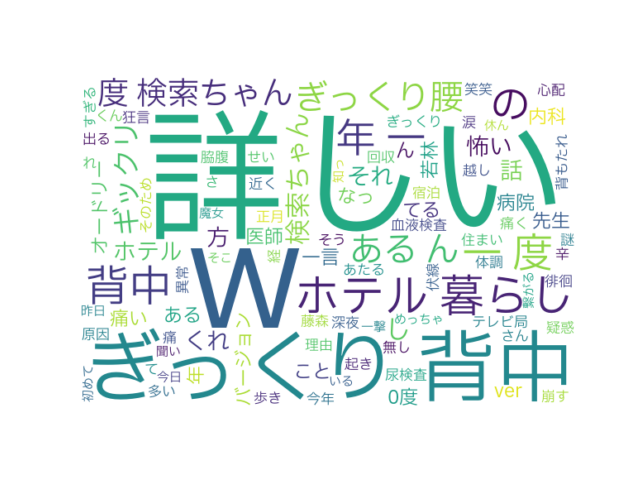 すぎる
くん
狂言
度
検索ちゃん
ぎっくり腰
笑笑
の
心配
出る
詳しい
年一
ぎっくり
涙
休ん
内科
れ
ギックリ
脇腹
せい
検索ちゃん
回収
知っ
ん
若林
怖い
越し
背もたれ
オードリー
そのため
さ
近く
それ
なっ
宿泊
てる
話
病院
魔女
正月
血液検査
痛く
先生
ホテル
方
医師
そう
ある
ん
一度
住まい
謎
そこ
経
一言
体調
辛
背中
異常
W
あたる
伏線
徘徊
ホテル暮らし
繋がる
昨日
痛い
ある
藤森
深夜
一撃
めっちゃ
し
テレビ局
疑惑
原因
痛
くれ
バージョン
理由
無し
さん
ぎっくり背中
聞い
初めて
て
今日
年
こと
いる
起き
尿検査
多い
歩き
今年
0度
ver
崩す